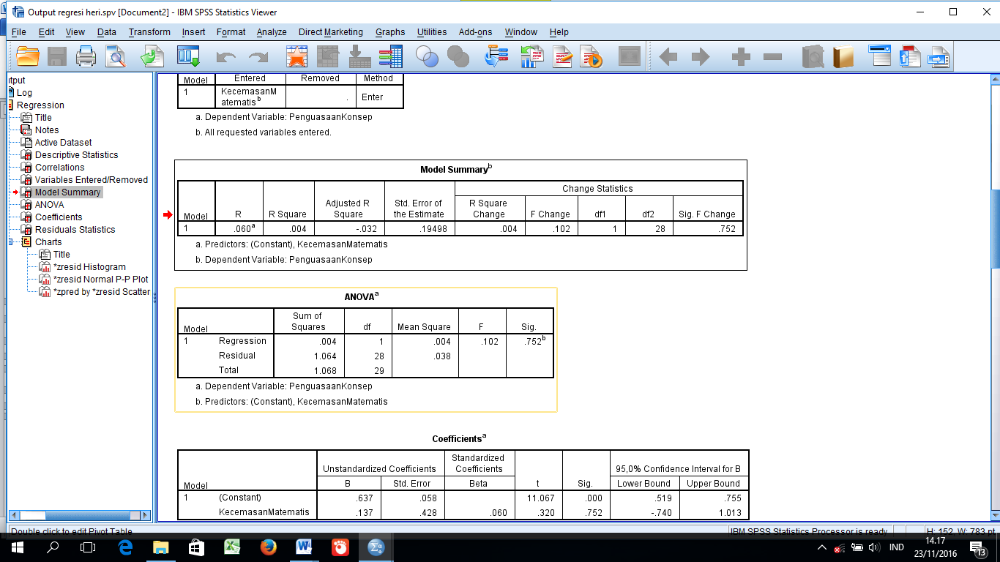 Output regresi heri.spv [Document2] - IBM SPSS Statistics Viewer
File Edit View Data Transform Insert Format Analyze Direct Marketing Graphs Utilities Add-ons Window Help
Log
Regression
Title
Notes
Active Dataset
Descriptive Statistics
Correlations
Variables Entered/Removed
Model Summary
ANOVA
Coefficients
Residuals Statistics
Charts
Title
*zresid Histogram
*zresid Normal P-P Plot
*zpred by *zresid Scatter
Model Entered Removed Method
1 KecemasanM . Enter
atematis b
a. Dependent Variable: PenguasaanKonsep
b. All requested variables entered.
Model Summary b
Change Statistics
Adjusted R Std. Error of R Square
Model R R Square Square the Estimate Change F Change df1 df2 Sig. F Change
1 .060a .004 -.032 .19498 .004 .102 1 28 .752
a. Predictors: (Constant), KecemasanMatematis
b. Dependent Variable: PenguasaanKonsep
ANOVA a
Sum of
Model Squares df Mean Square F Sig.
1 Regression .004 1 .004 .102 .752b
Residual 1.064 28 .038
Total 1.068 29
a. Dependent Variable: PenguasaanKonsep
b. Predictors: (Constant), KecemasanMatematis
Coefficients a
Standardized
Unstandardized Coefficients Coefficients 95,0% Confidence Interval for B
Model B Std. Error Beta t Sig. Lower Bound Upper Bound
1 (Constant) .637 .058 11.067 .000 .519 .755
KecemasanMatematis .137 .428 .060 .320 .752 -.740 1.013
Double click to edit Pivot Table IBM SPSS Statistics Processor is ready H: 152, W: 783 pt.
IND 14.17
23/11/2016 13